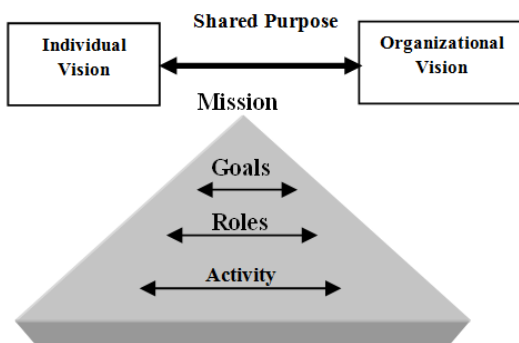 Shared Purpose
Individual
Vision
Organizational
Vision
Mission
Goals
Roles
Activity